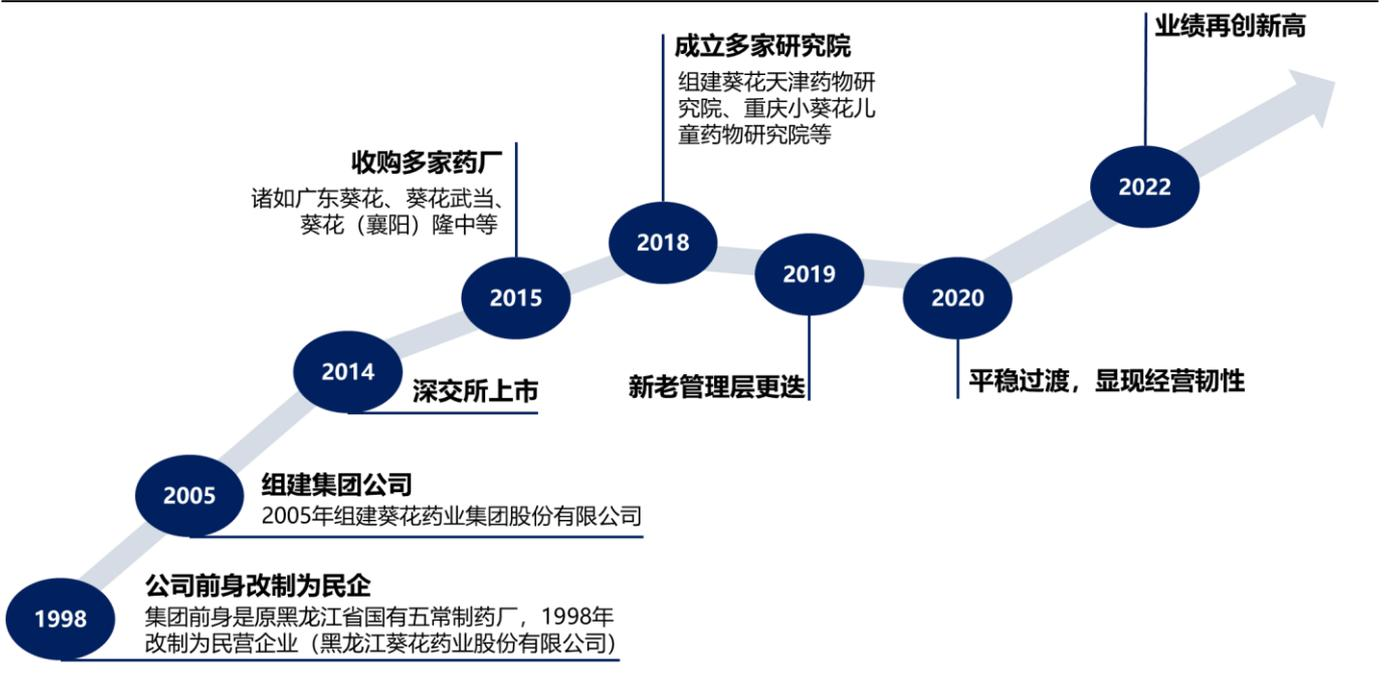 业绩再创新高
2022
成立多家研究院
组建葵花天津药物研
究院、重庆小葵花儿
童药物研究院等
2018
收购多家药厂
诸如广东葵花、葵花武当、
葵花（襄阳）隆中等
2015
2019
新老管理层更迭
2020
平稳过渡，显现经营韧性
2014
深交所上市
2005
组建集团公司
2005年组建葵花药业集团股份有限公司
1998
公司前身改制为民企
集团前身是原黑龙江省国有五常制药厂，1998年
改制为民营企业（黑龙江葵花药业股份有限公司）